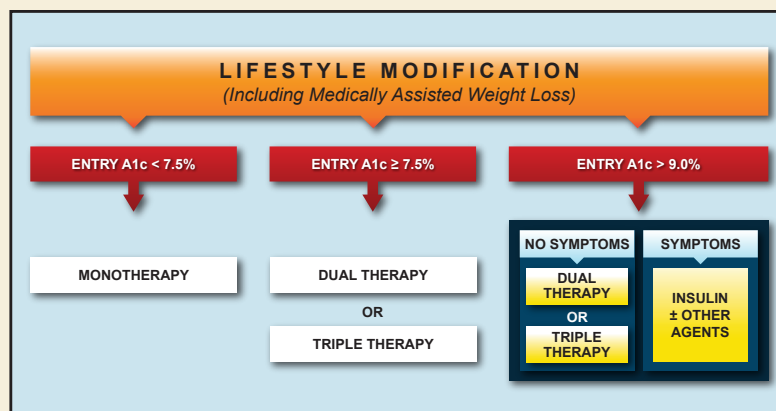 LIFESTYLE MODIFICATION
(Including Medically Assisted Weight Loss)
ENTRY A1c < 7.5%
ENTRY A1c ≥ 7.5%
ENTRY A1c > 9.0%
MONOTHERAPY
DUAL THERAPY
OR
TRIPLE THERAPY
NO SYMPTOMS
DUAL
THERAPY
OR
TRIPLE
THERAPY
SYMPTOMS
INSULIN
± OTHER
AGENTS